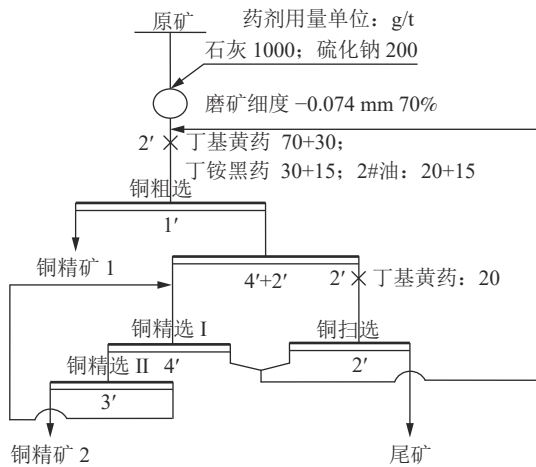 原矿
药剂用量单位：g/t
石灰 1000；硫化钠 200
磨矿细度 −0.074 mm 70%
2′
丁基黄药 70+30；
丁铵黑药 30+15；2#油：20+15
铜粗选
1′
铜精矿 1
4′+2′
2′
丁基黄药：20
铜精选 I
铜扫选
铜精选 II
4′
2′
3′
铜精矿 2
尾矿